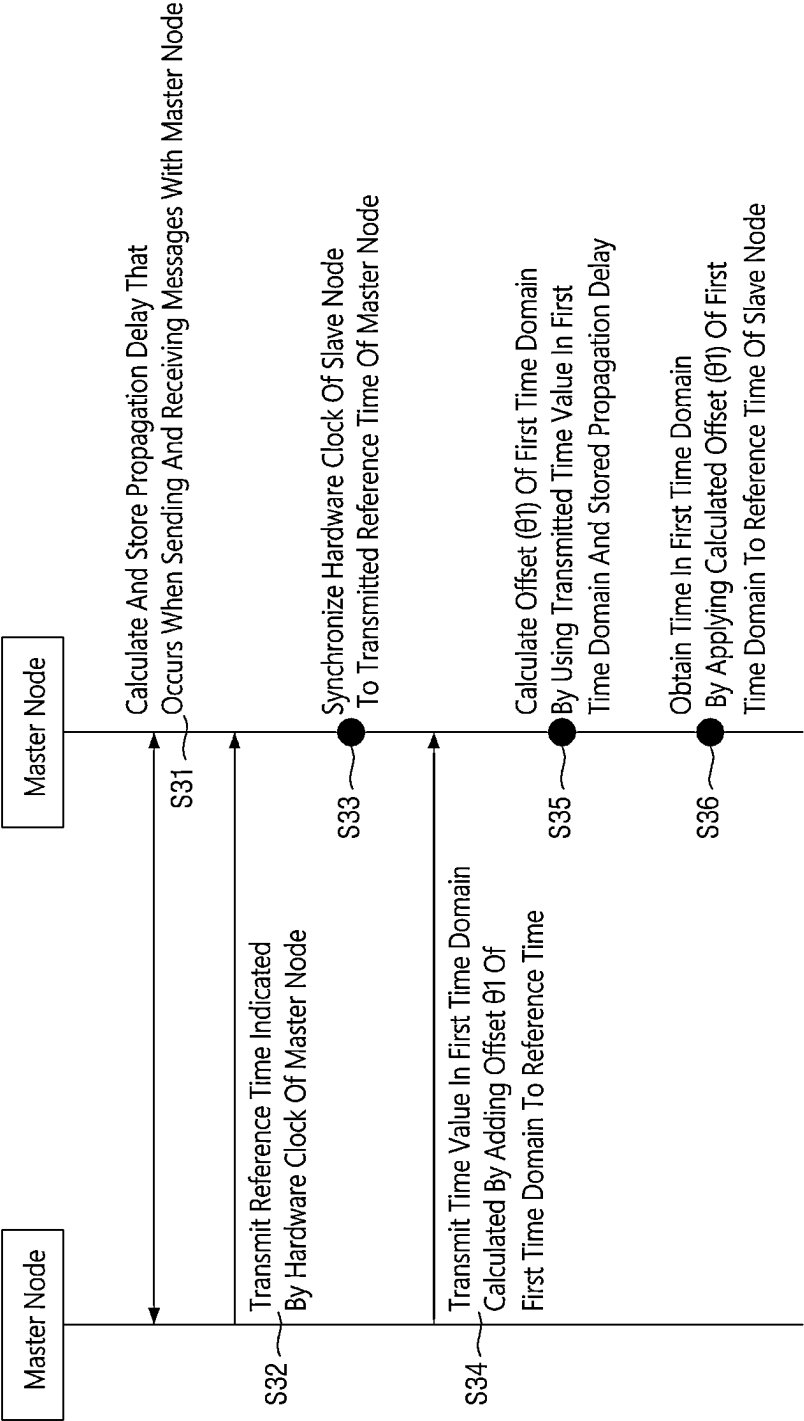 Master Node
Master Node
Calculate And Store Propagation Delay That
Occurs When Sending And Receiving Messages With Master Node
S31
Transmit Reference Time Indicated
By Hardware Clock Of Master Node
S32
Synchronize Hardware Clock Of Slave Node
To Transmitted Reference Time Of Master Node
S33
Transmit Time Value In First Time Domain
Calculated By Adding Offset θ1 Of
First Time Domain To Reference Time
S34
Calculate Offset (θ1) Of First Time Domain
By Using Transmitted Time Value In First
Time Domain And Stored Propagation Delay
S35
Obtain Time In First Time Domain
By Applying Calculated Offset (θ1) Of First
Time Domain To Reference Time Of Slave Node
S36